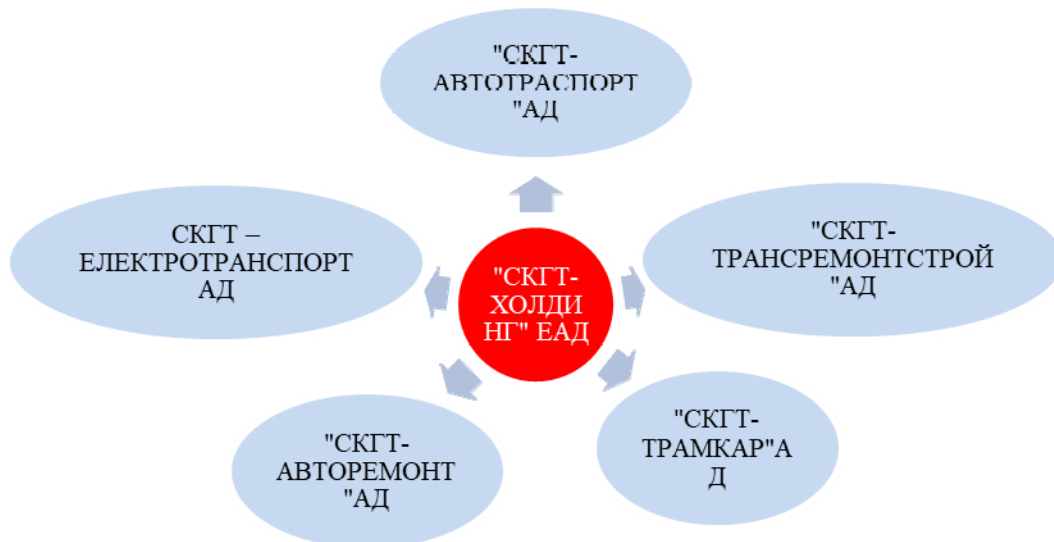 "СКГТ-
АВТОТРАСПОРТ
"АД
СКГТ –
ЕЛЕКТРОТРАНСПОРТ
АД
"СКГТ-
ТРАНСРЕМОНТСТРОЙ
"АД
"СКГТ-
ХОЛДИ
НГ" ЕАД
"СКГТ-
АВТОРЕМОНТ
"АД
"СКГТ-
ТРАМКАР"А
Д